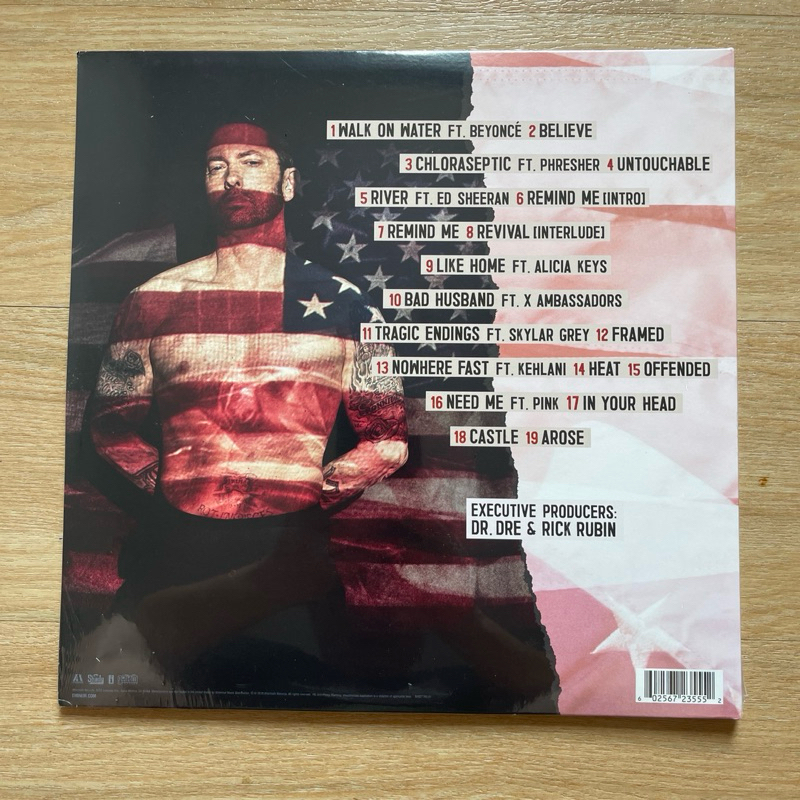 1 WALK ON WATER FT. BEYONCÉ 2 BELIEVE
3 CHLORASEPTIC FT. PHRESHER 4 UNTOUCHABLE
5 RIVER FT. ED SHEERAN 6 REMIND ME [INTRO]
7 REMIND ME 8 REVIVAL [INTERLUDE]
9 LIKE HOME FT. ALICIA KEYS
10 BAD HUSBAND FT. X AMBASSADORS
11 TRAGIC ENDINGS FT. SKYLAR GREY 12 FRAMED
13 NOWHERE FAST FT. KEHLANI 14 HEAT 15 OFFENDED
16 NEED ME FT. PINK 17 IN YOUR HEAD
18 CASTLE 19 AROSE
EXECUTIVE PRODUCERS:
DR. DRE & RICK RUBIN
6 02567 23555 2